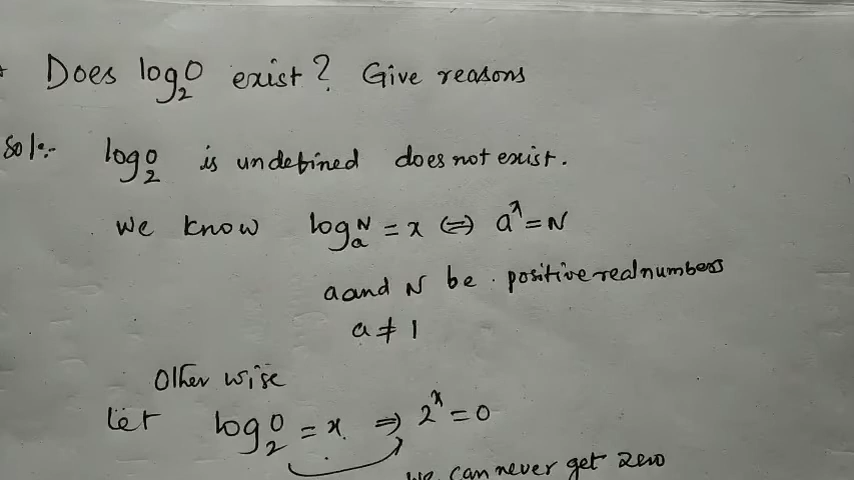 Does log₂0 exist? Give reasons
Sol:- log₂0 is undefined does not exist.
We know logₐN = x ⇔ aˣ = N
a and N be positive real numbers
a ≠ 1
Other wise
Let log₂0 = x ⇒ 2ˣ = 0
we can never get zero